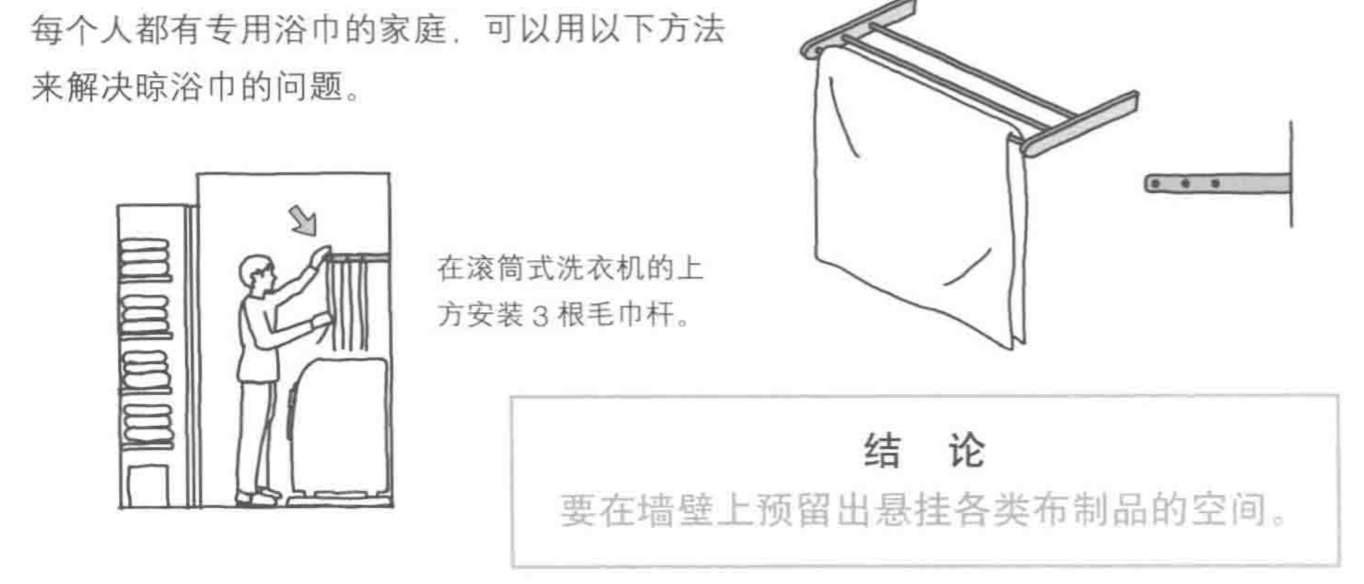 每个人都有专用浴巾的家庭，可以用以下方法
来解决晾浴巾的问题。
在滚筒式洗衣机的上
方安装3根毛巾杆。
结 论
要在墙壁上预留出悬挂各类布制品的空间。